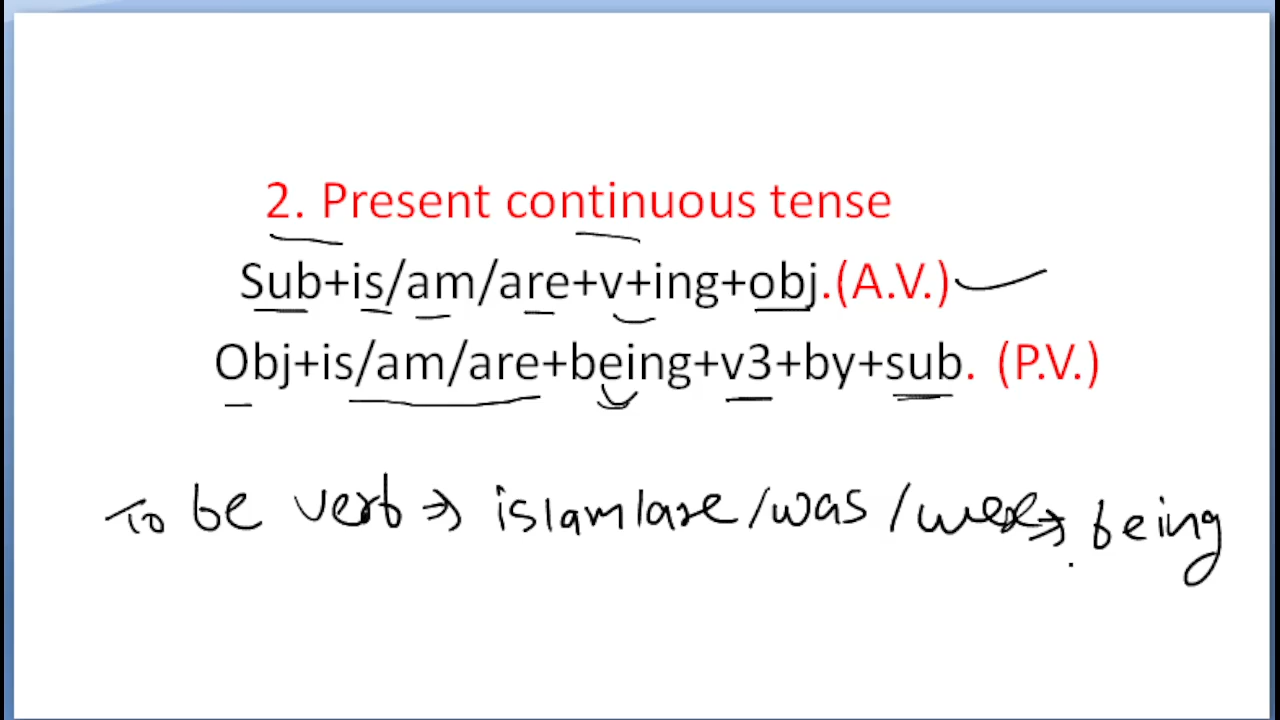 2. Present continuous tense
Sub+is/am/are+v+ing+obj.(A.V.)
Obj+is/am/are+being+v3+by+sub. (P.V.)
To be verb ⇒ is/am/are/was/were ⇒ being